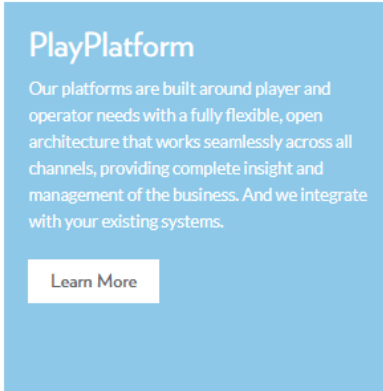 PlayPlatform
Our platforms are built around player and
operator needs with a fully flexible, open
architecture that works seamlessly across all
channels, providing complete insight and
management of the business. And we integrate
with your existing systems.
Learn More